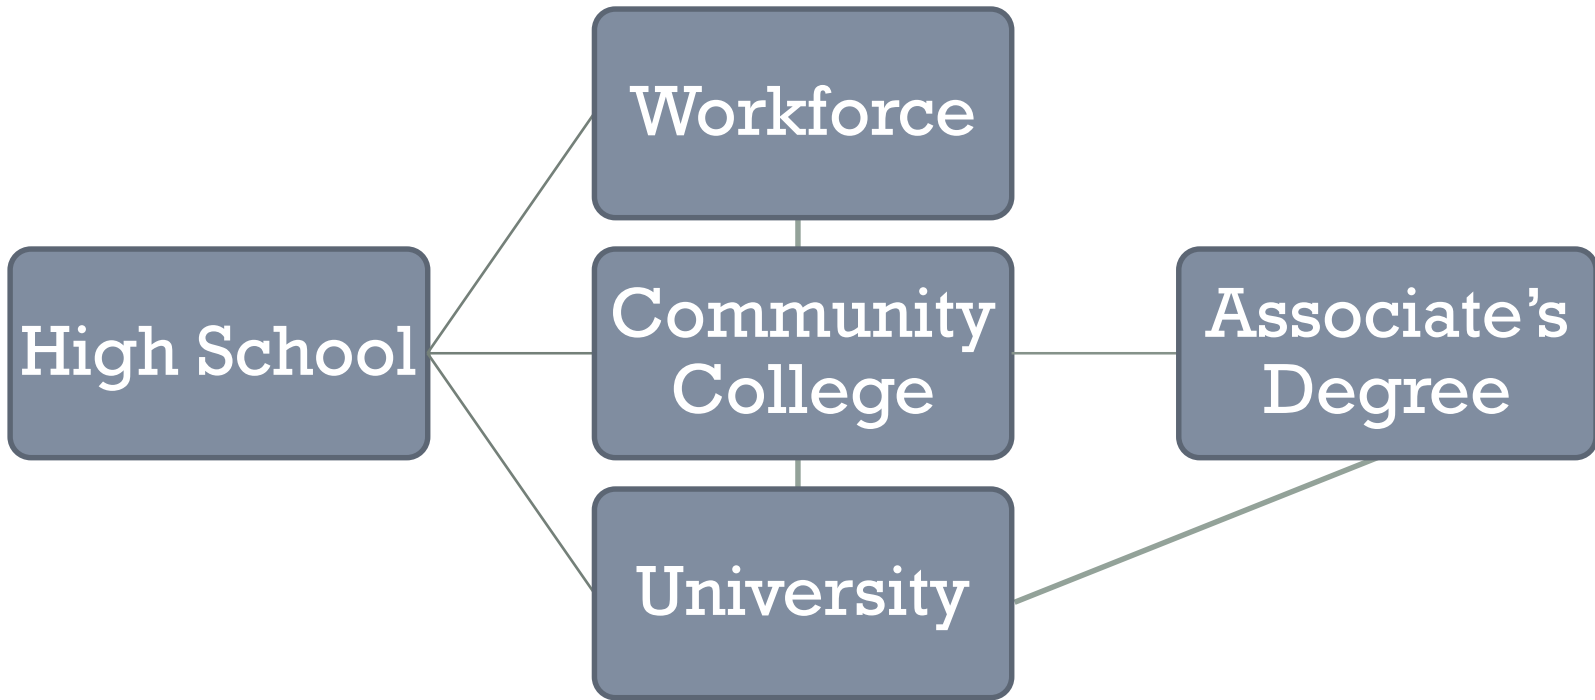 Workforce
High School
Community
College
Associate’s
Degree
University